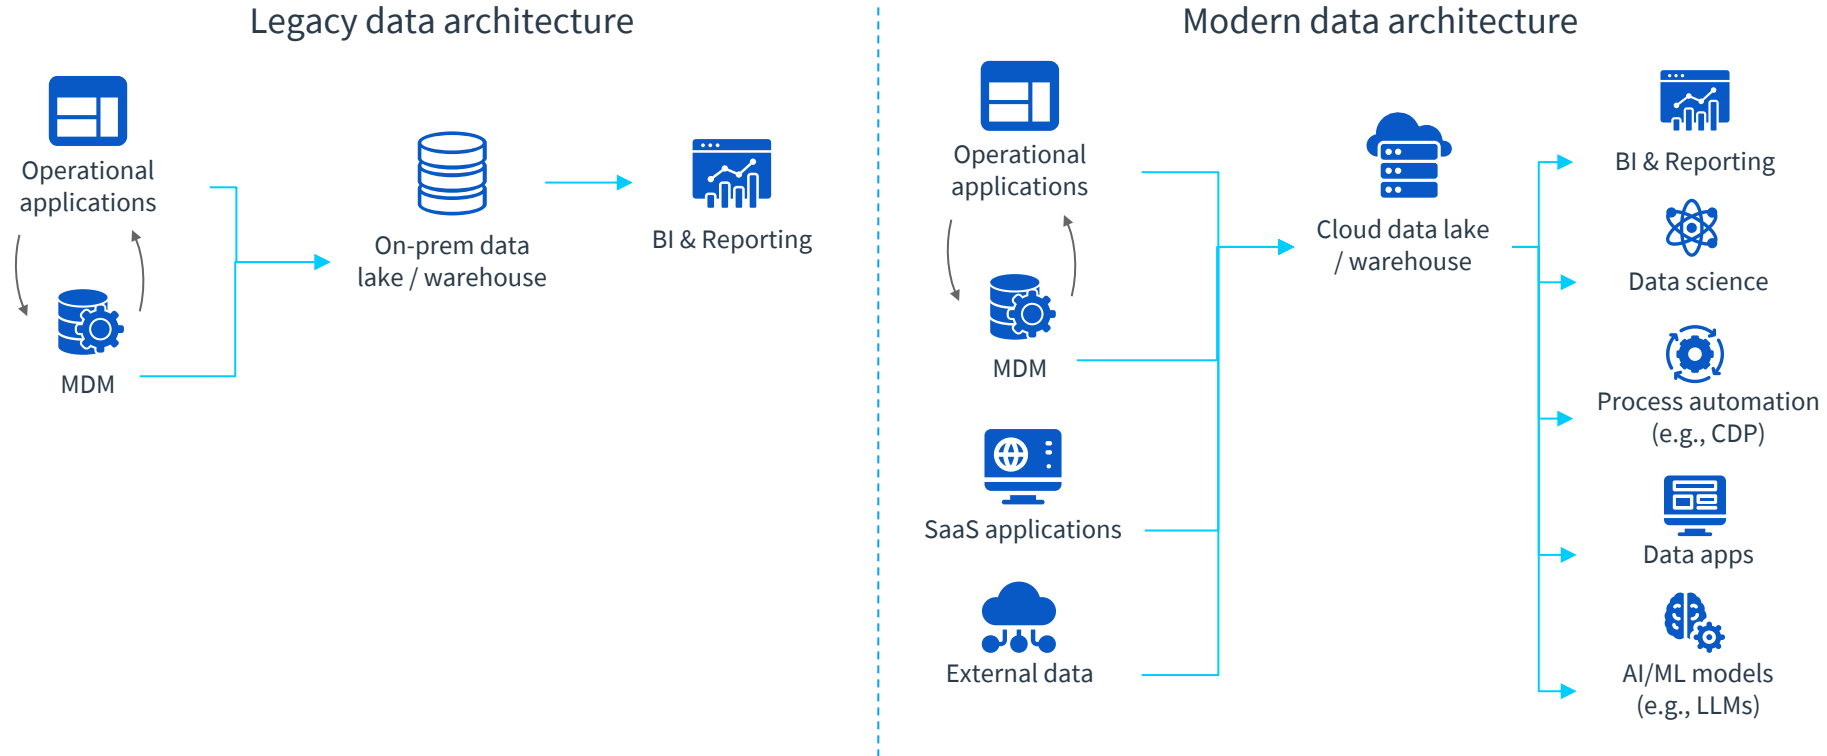 Legacy data architecture
Operational
applications
MDM
On-prem data
lake / warehouse
BI & Reporting
Modern data architecture
Operational
applications
MDM
SaaS applications
External data
Cloud data lake
/ warehouse
BI & Reporting
Data science
Process automation
(e.g., CDP)
Data apps
AI/ML models
(e.g., LLMs)